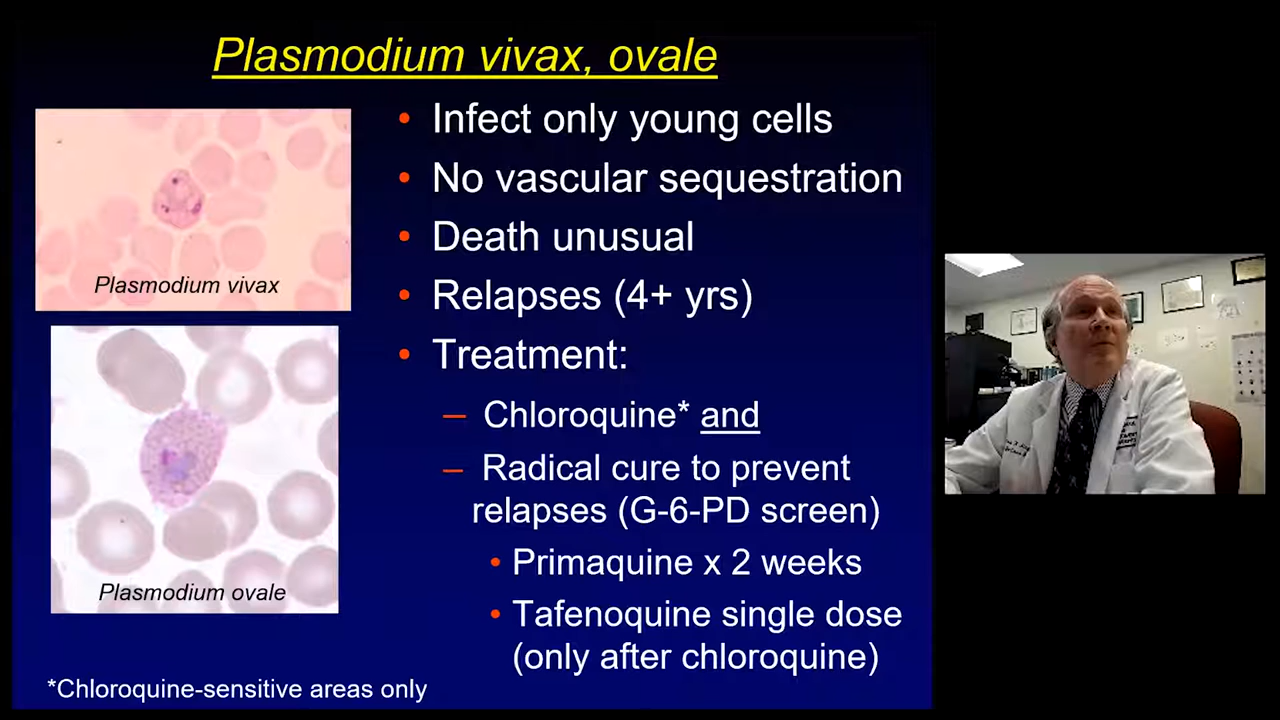 Plasmodium vivax, ovale
Plasmodium vivax
Plasmodium ovale
• Infect only young cells
• No vascular sequestration
• Death unusual
• Relapses (4+ yrs)
• Treatment:
– Chloroquine* and
– Radical cure to prevent
relapses (G-6-PD screen)
• Primaquine x 2 weeks
• Tafenoquine single dose
(only after chloroquine)
*Chloroquine-sensitive areas only